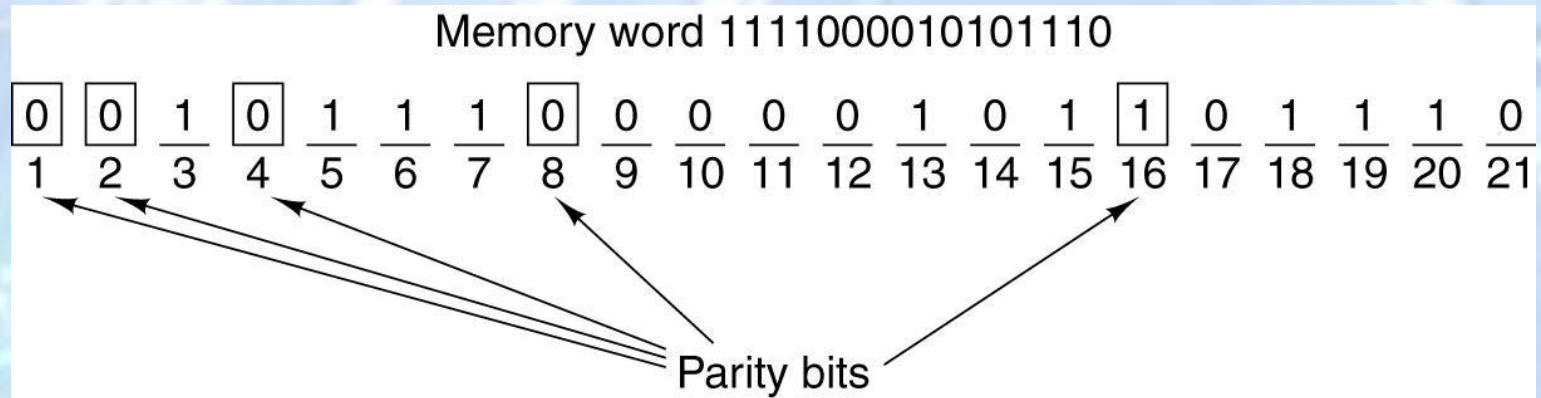 Memory word 1111000010101110
0 0 1 0 1 1 1 0 0 0 0 0 1 0 1 1 0 1 1 1 0
1 2 3 4 5 6 7 8 9 10 11 12 13 14 15 16 17 18 19 20 21
Parity bits